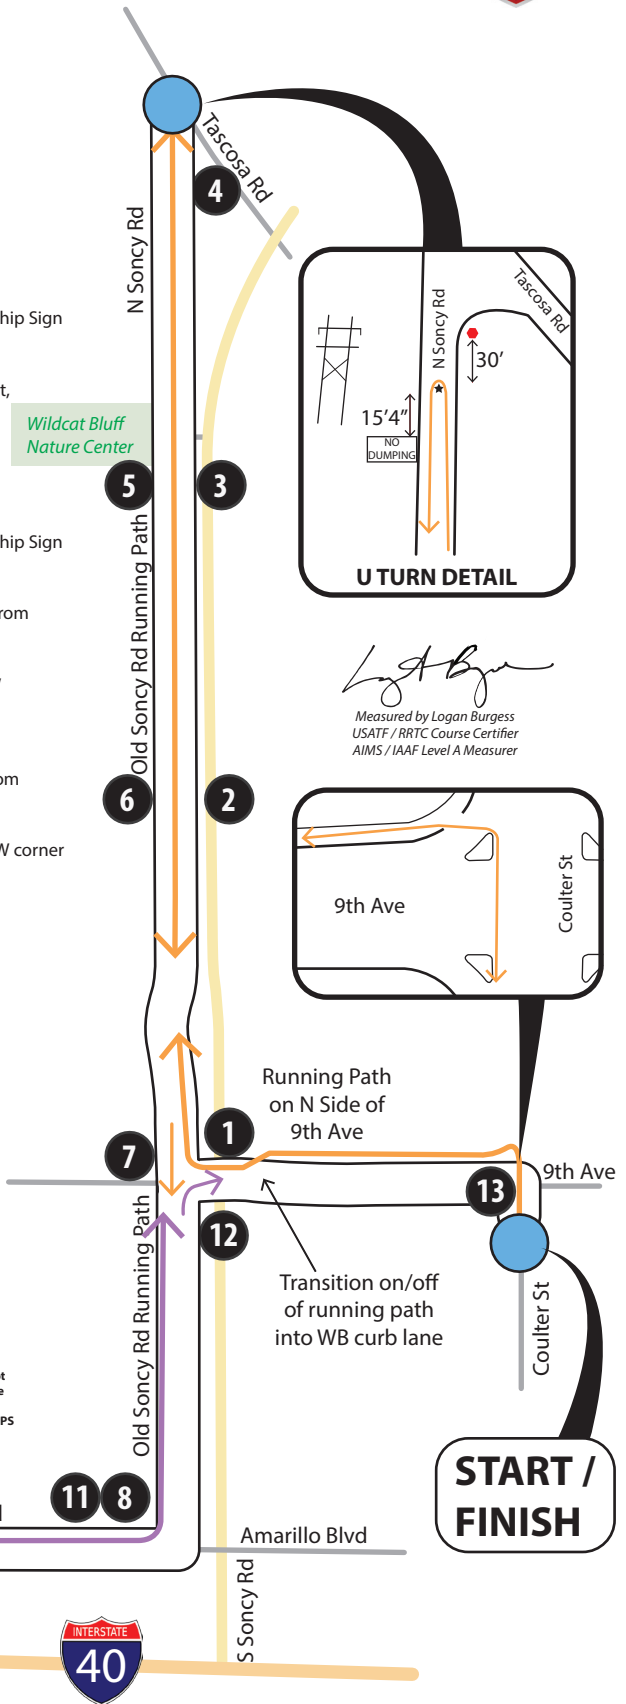 Tascosa Rd
4
N Soncy Rd
hip Sign
t,
Wildcat Bluff
Nature Center
5
3
hip Sign
rom
Old Soncy Rd Running Path
om
6
2
W corner
N Soncy Rd
Tascosa Rd
30'
15'4"
NO
DUMPING
U TURN DETAIL
Measured by Logan Burgess
USATF / RRTC Course Certifier
AIMS / IAAF Level A Measurer
9th Ave
Coulter St
Running Path
on N Side of
9th Ave
1
7
9th Ave
13
12
Transition on/off
of running path
into WB curb lane
Old Soncy Rd Running Path
Coulter St
PS
11
8
START /
FINISH
Amarillo Blvd
S Soncy Rd
INTERSTATE
40